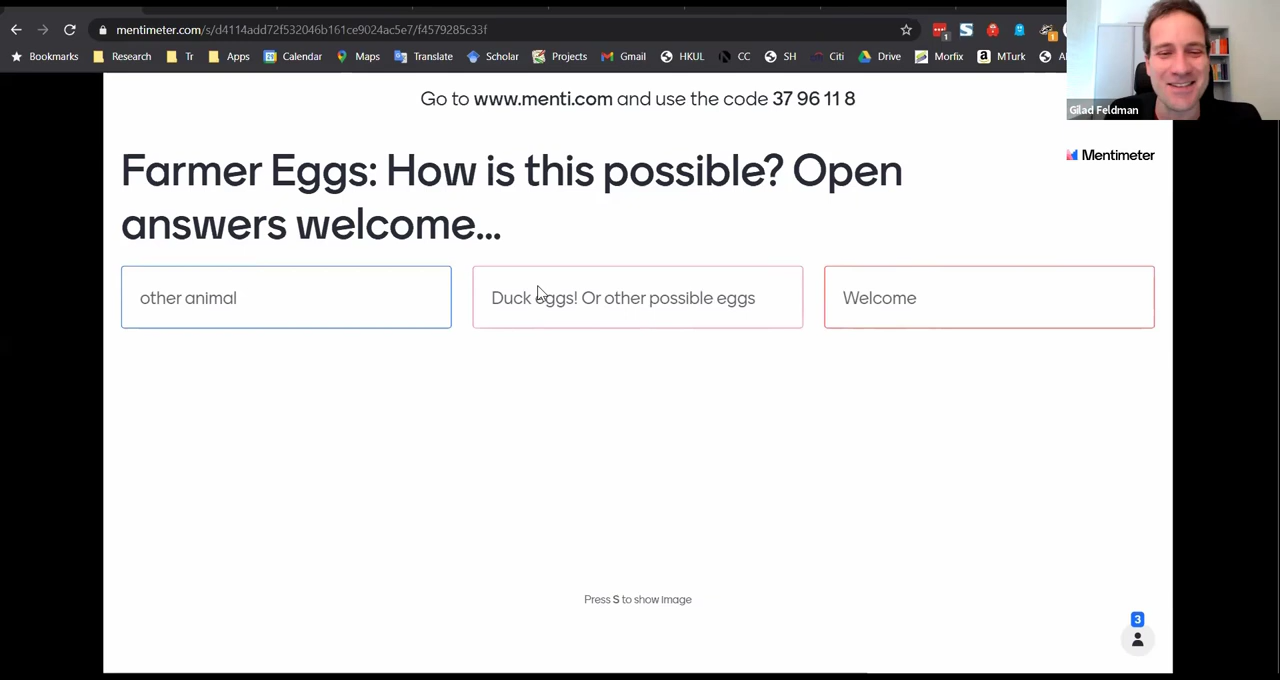 mentimeter.com/s/d4114add72f532046b161ce9024ac5e7/f4579285c33f
Bookmarks Research Tr Apps Calendar Maps Translate Scholar Projects Gmail HKUL CC SH Citi Drive Morfix MTurk
Gilad Feldman
Go to www.menti.com and use the code 37 96 11 8
Mentimeter
Farmer Eggs: How is this possible? Open
answers welcome...
other animal
Duck eggs! Or other possible eggs
Welcome
Press S to show image
3